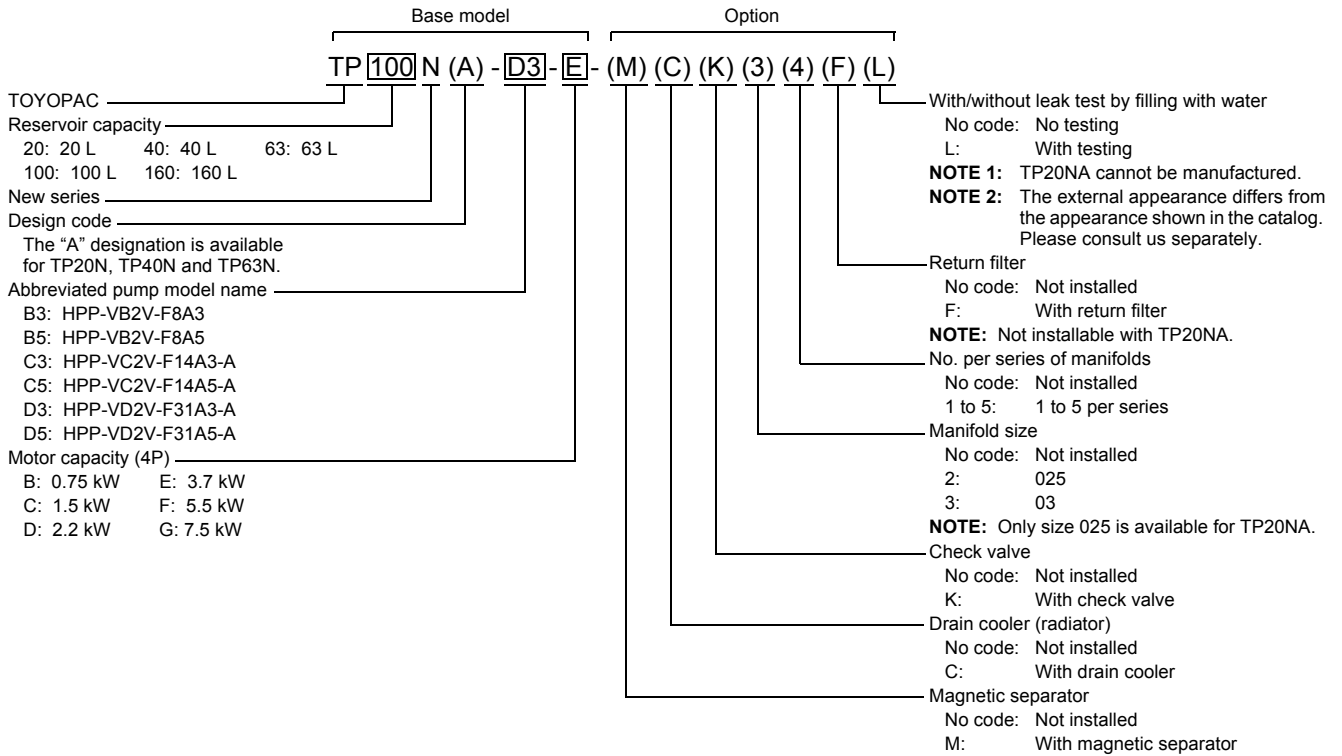 Base model
Option
TP 100 N (A) - D3 - E - (M) (C) (K) (3) (4) (F) (L)
TOYOPAC
Reservoir capacity
20: 20 L 40: 40 L 63: 63 L
100: 100 L 160: 160 L
New series
Design code
The “A” designation is available
for TP20N, TP40N and TP63N.
Abbreviated pump model name
B3: HPP-VB2V-F8A3
B5: HPP-VB2V-F8A5
C3: HPP-VC2V-F14A3-A
C5: HPP-VC2V-F14A5-A
D3: HPP-VD2V-F31A3-A
D5: HPP-VD2V-F31A5-A
Motor capacity (4P)
B: 0.75 kW E: 3.7 kW
C: 1.5 kW F: 5.5 kW
D: 2.2 kW G: 7.5 kW
With/without leak test by filling with water
No code: No testing
L: With testing
NOTE 1: TP20NA cannot be manufactured.
NOTE 2: The external appearance differs from
the appearance shown in the catalog.
Please consult us separately.
Return filter
No code: Not installed
F: With return filter
NOTE: Not installable with TP20NA.
No. per series of manifolds
No code: Not installed
1 to 5: 1 to 5 per series
Manifold size
No code: Not installed
2: 025
3: 03
NOTE: Only size 025 is available for TP20NA.
Check valve
No code: Not installed
K: With check valve
Drain cooler (radiator)
No code: Not installed
C: With drain cooler
Magnetic separator
No code: Not installed
M: With magnetic separator